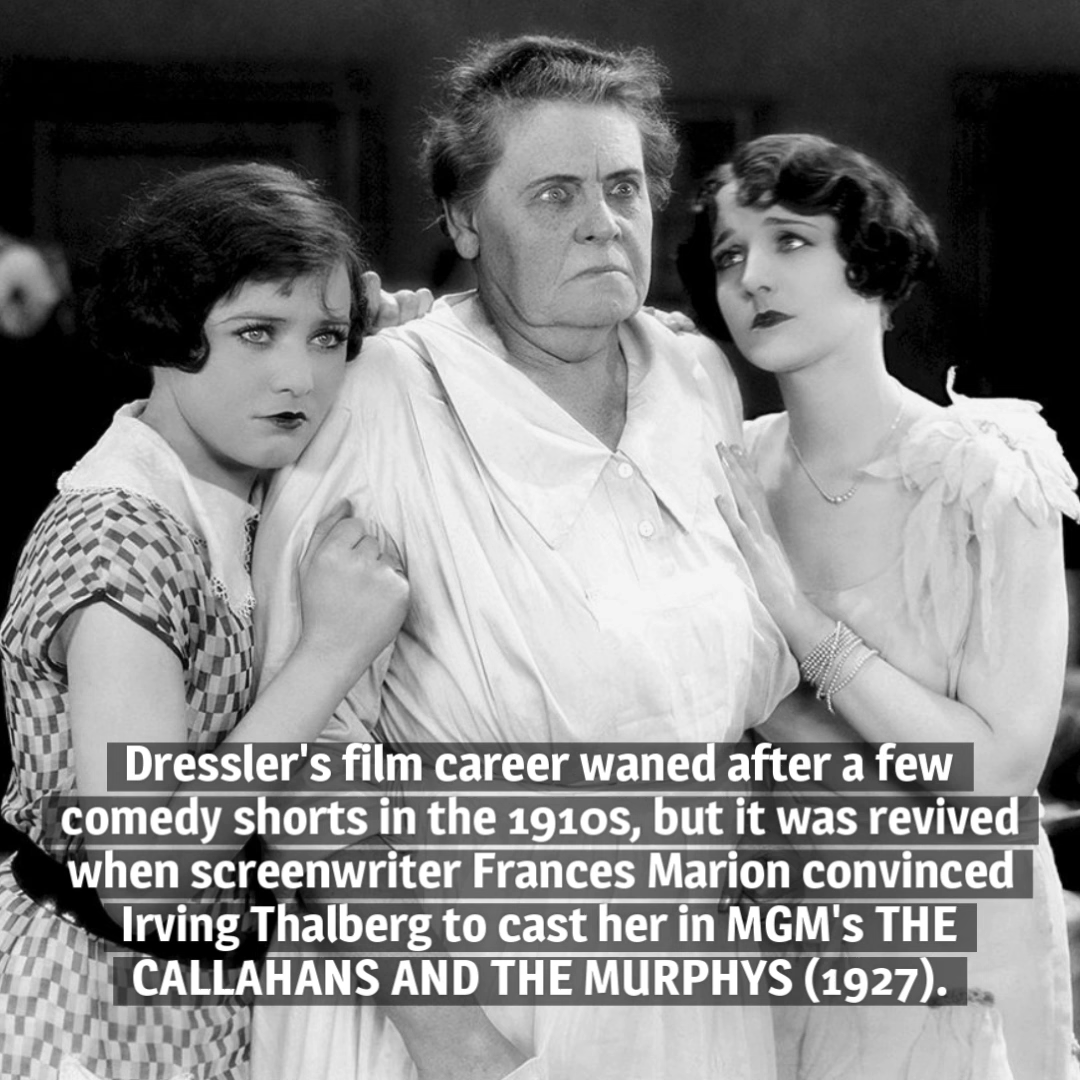 Dressler's film career waned after a few
comedy shorts in the 1910s, but it was revived
when screenwriter Frances Marion convinced
Irving Thalberg to cast her in MGM's THE
CALLAHANS AND THE MURPHYS (1927).